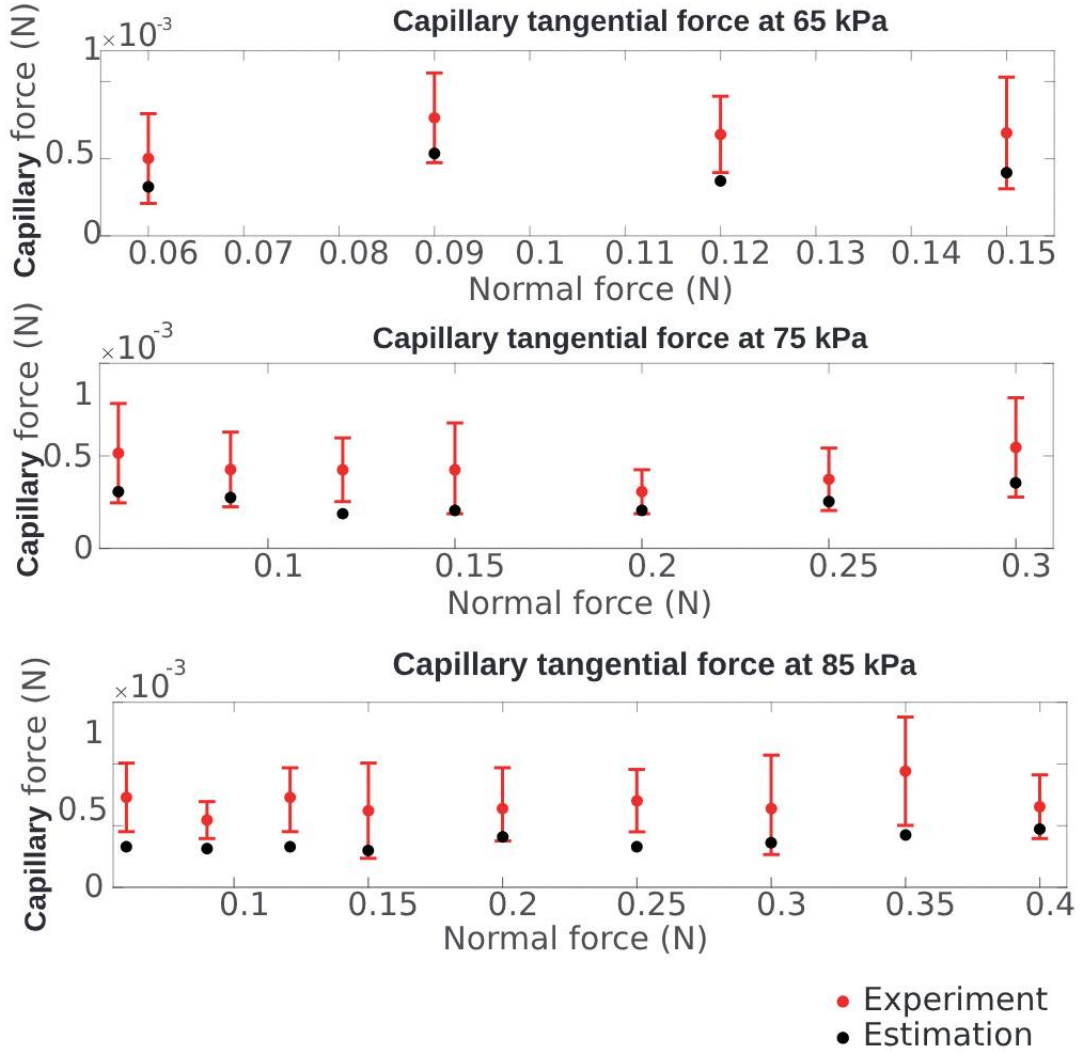 Capillary tangential force at 65 kPa
×10-3
Capillary force (N)
1
0.5
0
0.06 0.07 0.08 0.09 0.1 0.11 0.12 0.13 0.14 0.15
Normal force (N)
Capillary tangential force at 75 kPa
×10-3
Capillary force (N)
1
0.5
0
0.1 0.15 0.2 0.25 0.3
Normal force (N)
Capillary tangential force at 85 kPa
×10-3
Capillary force (N)
1
0.5
0
0.1 0.15 0.2 0.25 0.3 0.35 0.4
Normal force (N)
Experiment
Estimation